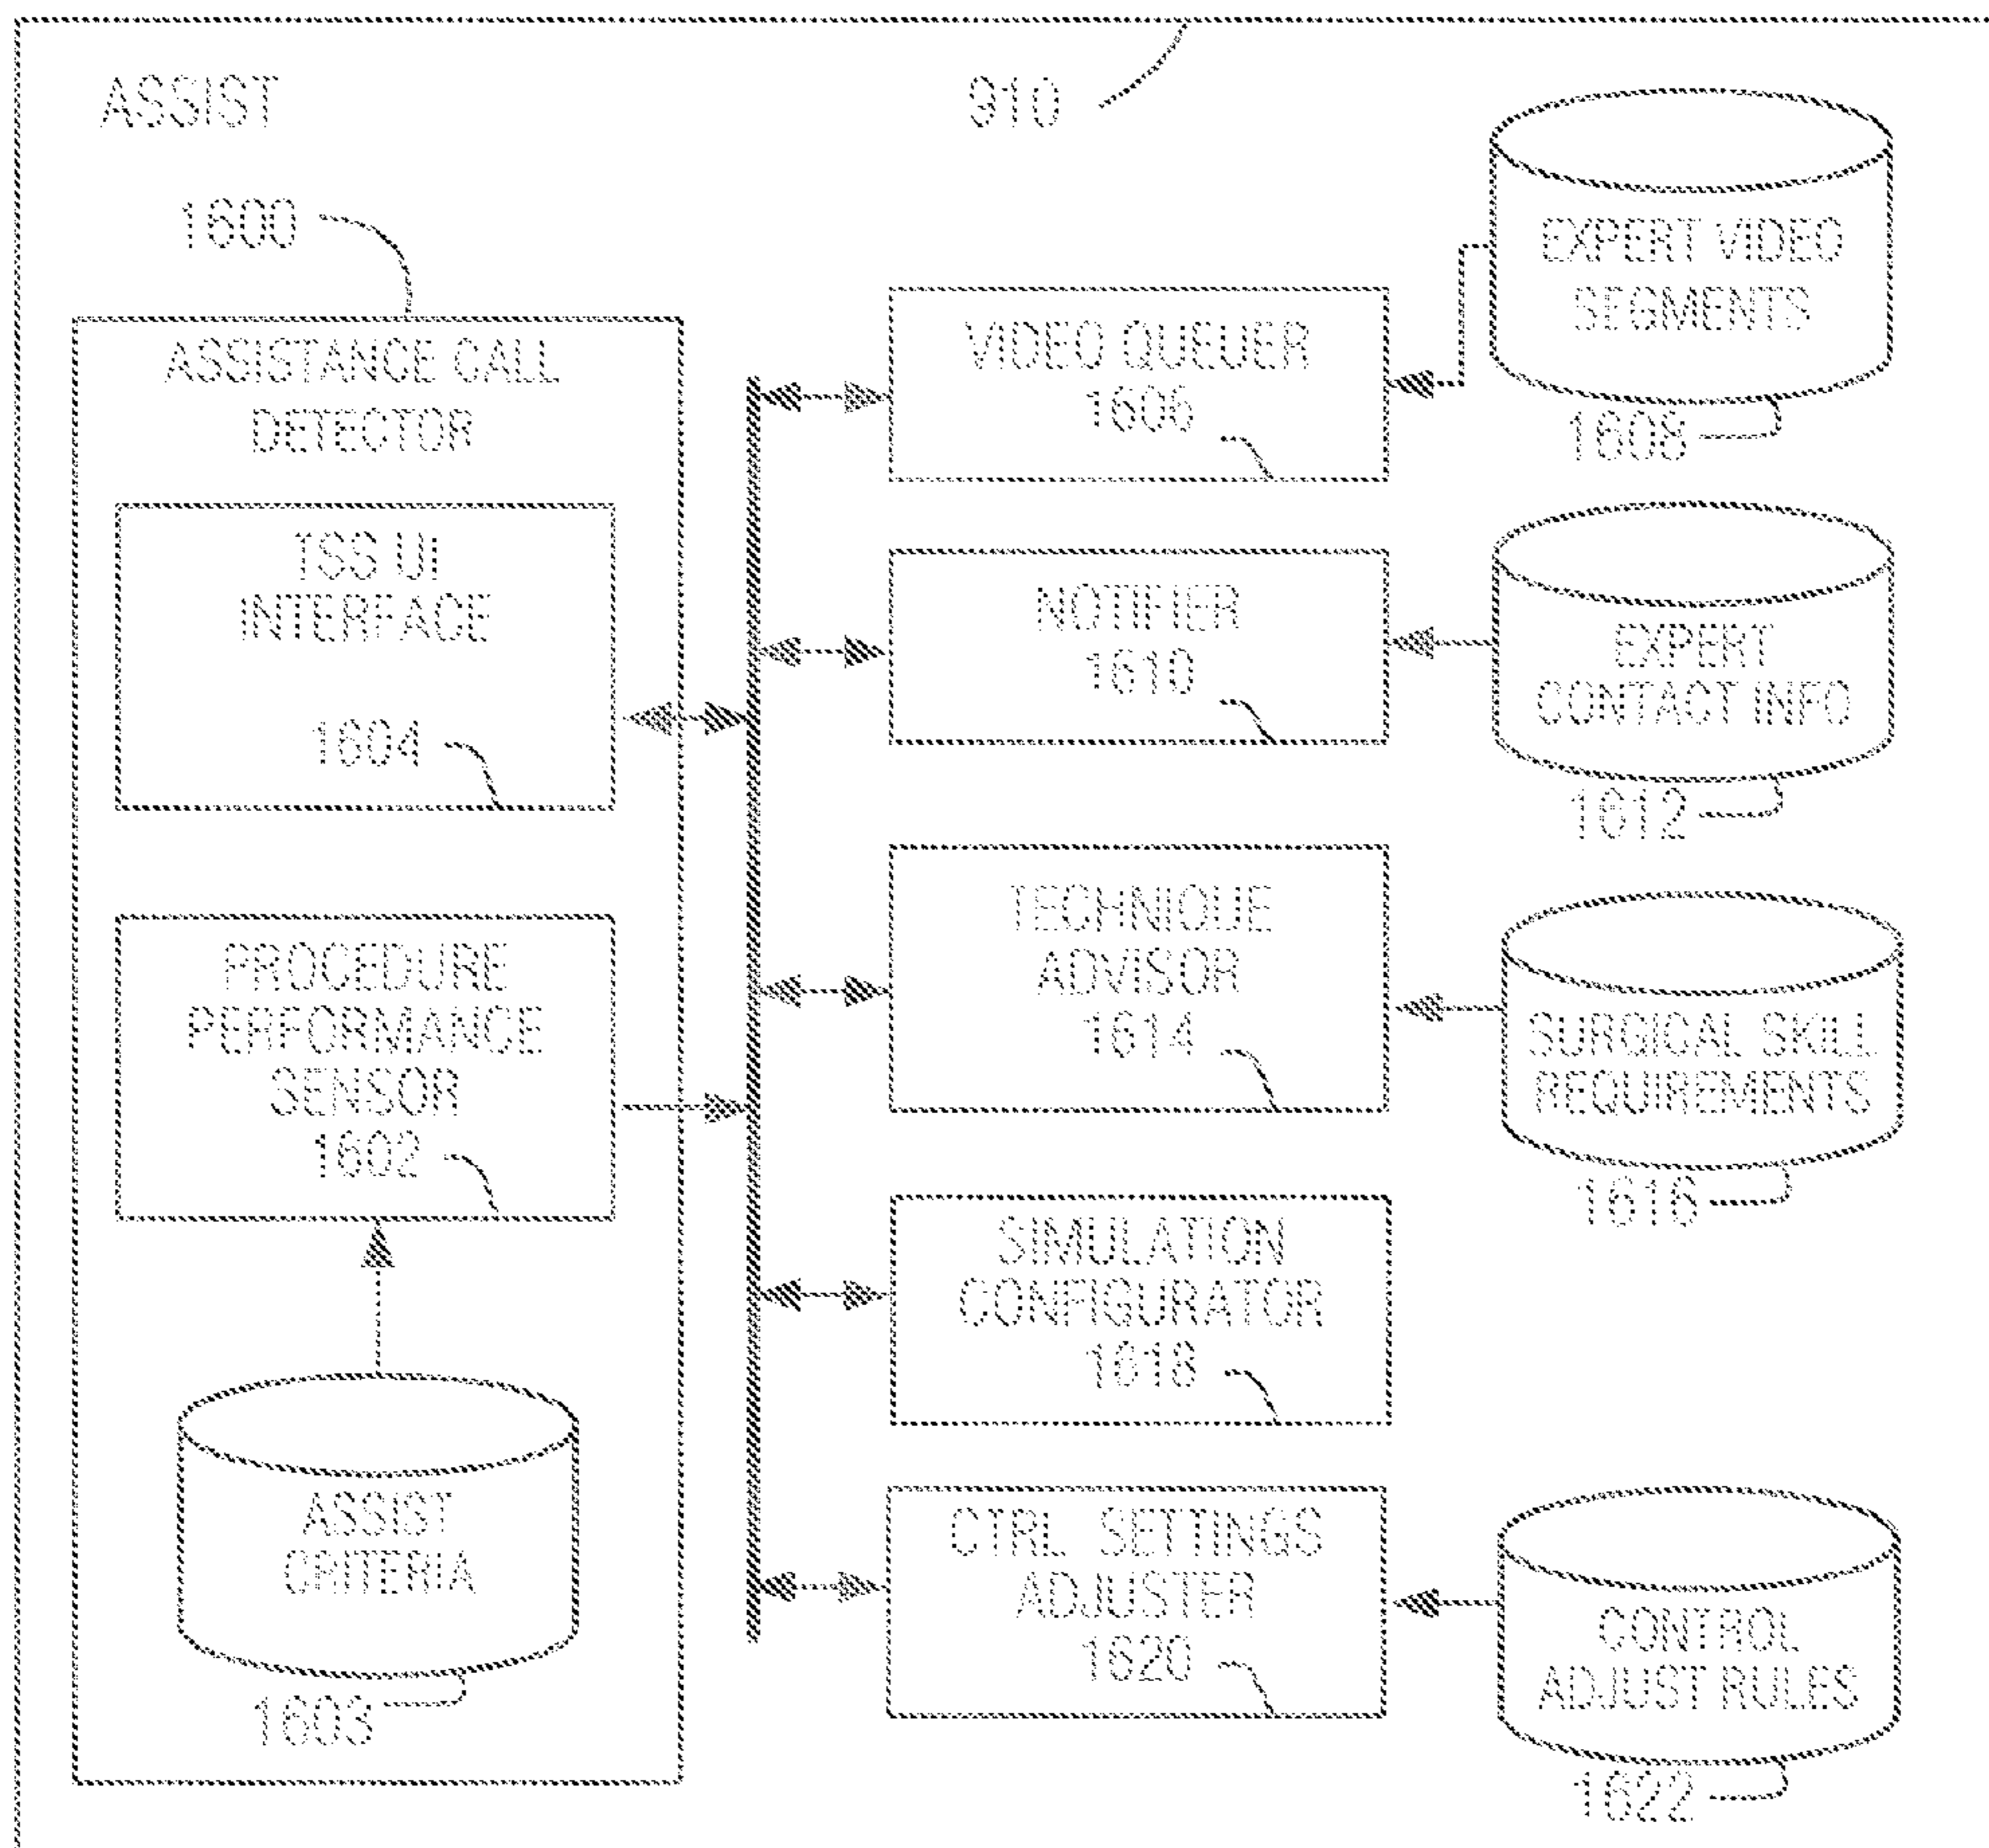 ASSIST
910
1600
ASSISTANCE CALL
DETECTOR
TSS UI
INTERFACE
1604
PROCEDURE
PERFORMANCE
SENSOR
1602
ASSIST
CRITERIA
1603
VIDEO QUEUER
1606
EXPERT VIDEO
SEGMENTS
1608
NOTIFIER
1610
EXPERT
CONTACT INFO
1612
TECHNIQUE
ADVISOR
1614
SURGICAL SKILL
REQUIREMENTS
1616
SIMULATION
CONFIGURATOR
1618
CTRL SETTINGS
ADJUSTER
1620
CONTROL
ADJUST RULES
1622